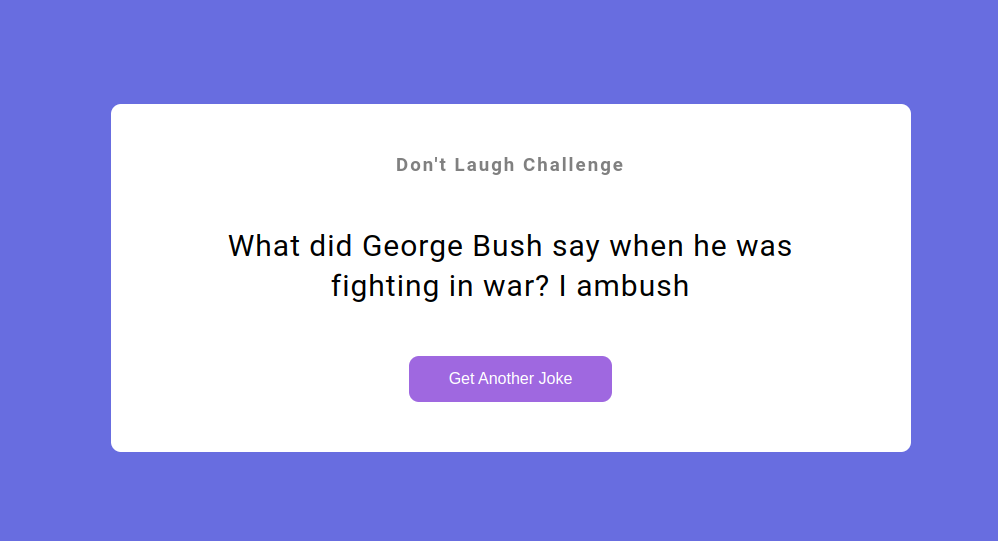 Don't Laugh Challenge
What did George Bush say when he was
fighting in war? I ambush
Get Another Joke